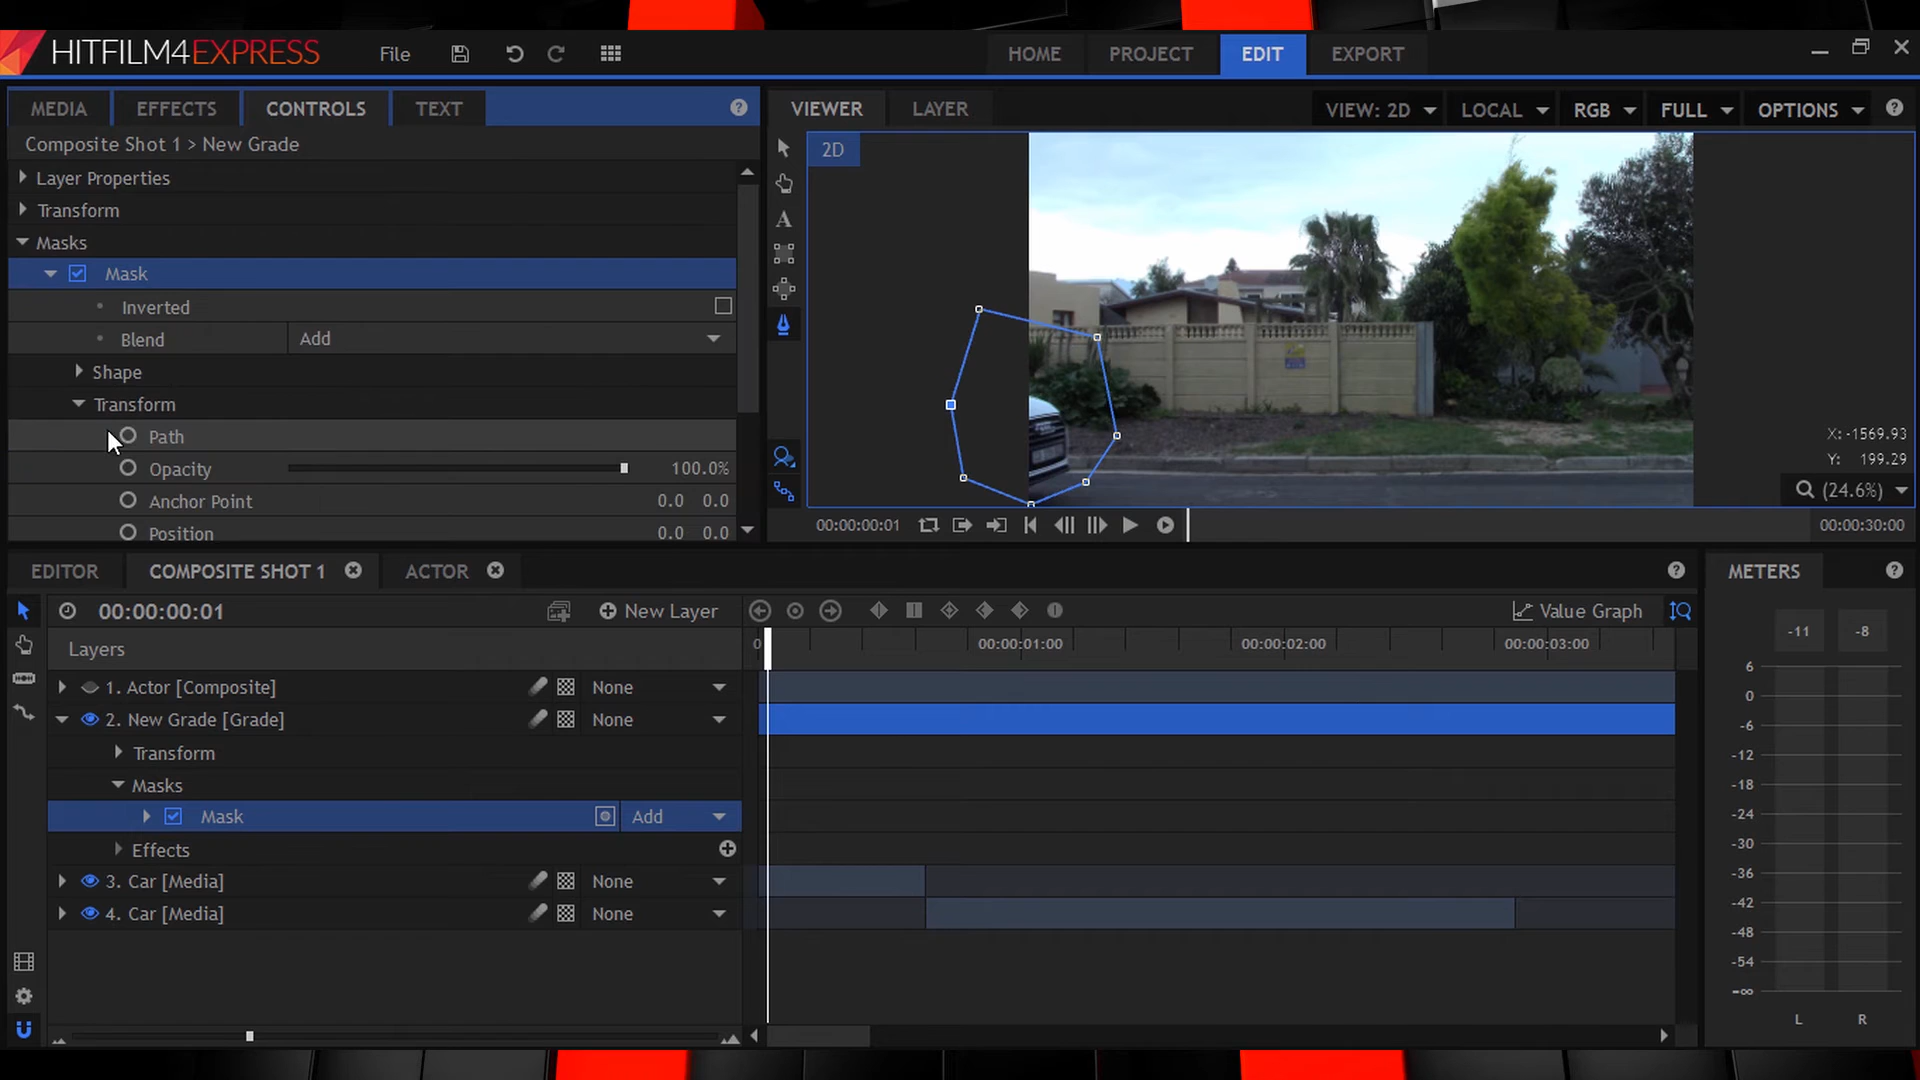 HITFILM4EXPRESS File HOME PROJECT EDIT EXPORT
MEDIA EFFECTS CONTROLS TEXT
Composite Shot 1 > New Grade
Layer Properties
Transform
Masks
Mask
Inverted
Blend Add
Shape
Transform
Path
Opacity 100.0%
Anchor Point 0.0 0.0
Position 0.0 0.0
VIEWER LAYER VIEW: 2D LOCAL RGB FULL OPTIONS
2D
A
X: -1569.93
Y: 199.29
(24.6%)
00:00:00:01 00:00:30:00
EDITOR COMPOSITE SHOT 1 ACTOR
00:00:00:01 New Layer Value Graph
0 00:00:01:00 00:00:02:00 00:00:03:00
Layers
1. Actor [Composite] None
2. New Grade [Grade] None
Transform
Masks
Mask Add
Effects
3. Car [Media] None
4. Car [Media] None
METERS
-11 -8
6
0
-6
-12
-18
-24
-30
-36
-42
-48
-54
-∞
L R